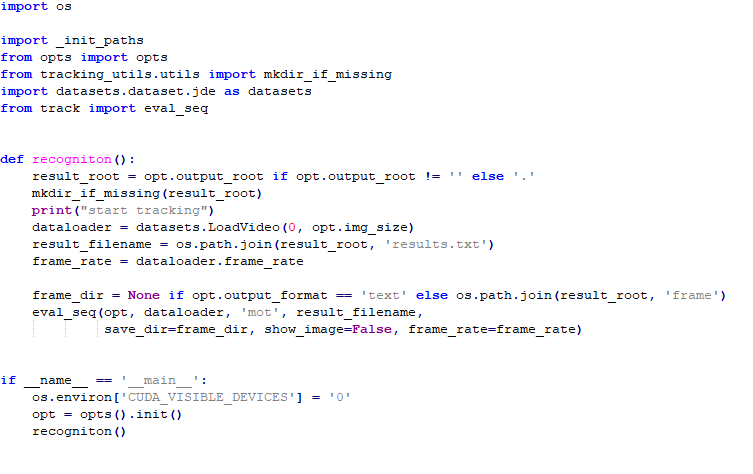 import os

import _init_paths
from opts import opts
from tracking_utils.utils import mkdir_if_missing
import datasets.dataset.jde as datasets
from track import eval_seq


def recogniton():
    result_root = opt.output_root if opt.output_root != '' else '.'
    mkdir_if_missing(result_root)
    print("start tracking")
    dataloader = datasets.LoadVideo(0, opt.img_size)
    result_filename = os.path.join(result_root, 'results.txt')
    frame_rate = dataloader.frame_rate

    frame_dir = None if opt.output_format == 'text' else os.path.join(result_root, 'frame')
    eval_seq(opt, dataloader, 'mot', result_filename,
             save_dir=frame_dir, show_image=False, frame_rate=frame_rate)


if __name__ == '__main__':
    os.environ['CUDA_VISIBLE_DEVICES'] = '0'
    opt = opts().init()
    recogniton()